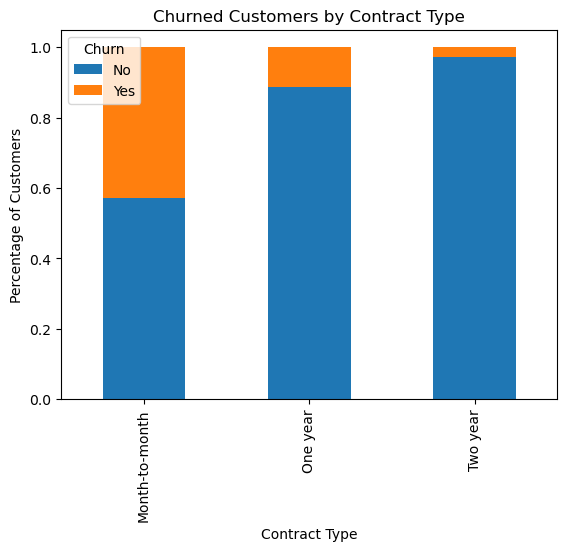 Churned Customers by Contract Type
Churn
No
Yes
Percentage of Customers
1.0
0.8
0.6
0.4
0.2
0.0
Month-to-month
One year
Two year
Contract Type